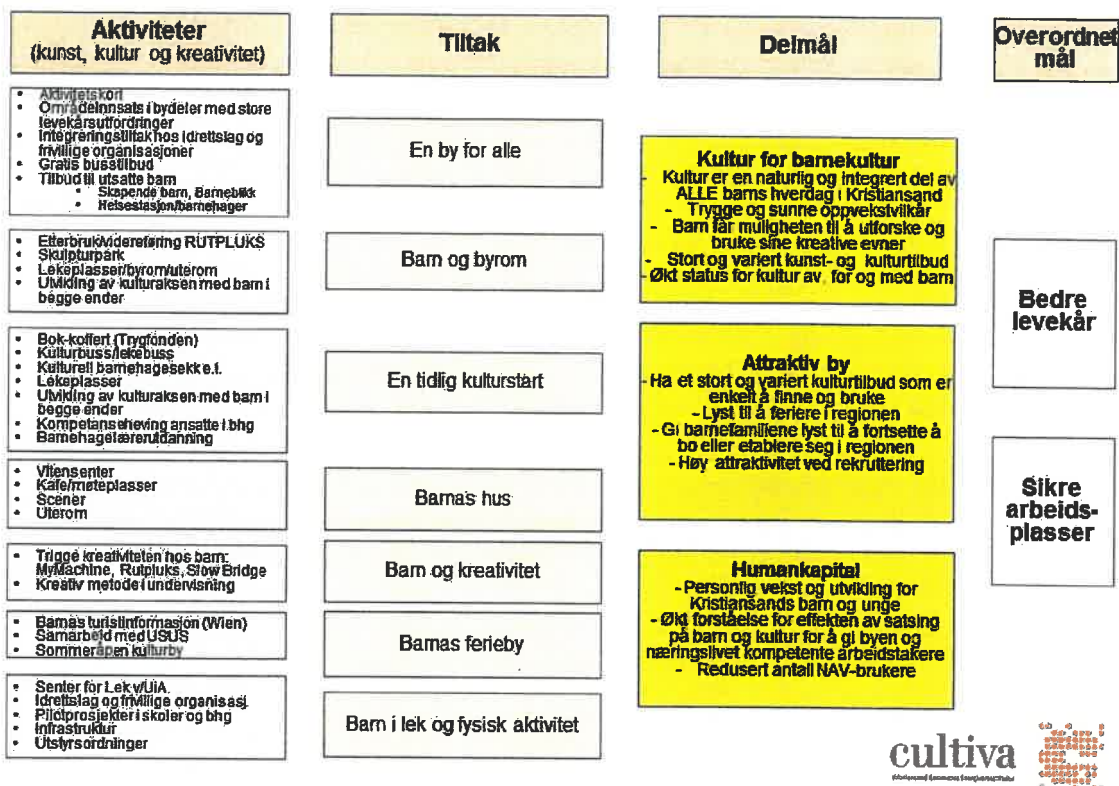 Aktiviteter
(kunst, kultur og kreativitet)
Aktivitetskort
Områdeinnsats i bydeler med store
levekårsutfordringer
Integreringstiltak hos idrettslag og
frivillige organisasjoner
Gratis busstilbud
Tilbud til utsatte barn
Skapende barn, Barneblikk
Helsestasjon/barnehager
Etterbruk/videreføring RUTPLUKS
Skulpturpark
Lekeplasser/byrom/uterom
Utvikling av kulturaksen med barn i
begge ender
Bok-koffert (Trygfonden)
Kulturbuss/lekebuss
Kulturell barnehagesekk e.l.
Lekeplasser
Utvikling av kulturaksen med barn i
begge ender
Kompetanseheving ansatte i bhg
Barnehagelærerutdanning
Vitensenter
Kafe/møteplasser
Scener
Uterom
Trigge kreativiteten hos barn:
MyMachine, Rutpluks, Slow Bridge
Kreativ metode i undervisning
Barnas turistinformasjon (Wien)
Samarbeid med USUS
Sommeråpen kulturby
Senter for Lek v/UiA.
Idrettslag og frivillige organisasj.
Pilotprosjekter i skoler og bhg
Infrastruktur
Utstyrsordninger
Tiltak
En by for alle
Barn og byrom
En tidlig kulturstart
Barnas hus
Barn og kreativitet
Barnas ferieby
Barn i lek og fysisk aktivitet
Delmål
Kultur for barnekultur
- Kultur er en naturlig og integrert del av
ALLE barns hverdag i Kristiansand
- Trygge og sunne oppvekstvilkår
- Barn får muligheten til å utforske og
bruke sine kreative evner
- Stort og variert kunst- og kulturtilbud
- Økt status for kultur av, for og med barn
Attraktiv by
- Ha et stort og variert kulturtilbud som er
enkelt å finne og bruke
- Lyst til å feriere i regionen
- Gi barnefamiliene lyst til å fortsette å
bo eller etablere seg i regionen
- Høy attraktivitet ved rekruttering
Humankapital
- Personlig vekst og utvikling for
Kristiansands barn og unge
- Økt forståelse for effekten av satsing
på barn og kultur for å gi byen og
næringslivet kompetente arbeidstakere
- Redusert antall NAV-brukere
Overordnet
mål
Bedre
levekår
Sikre
arbeids-
plasser
cultiva